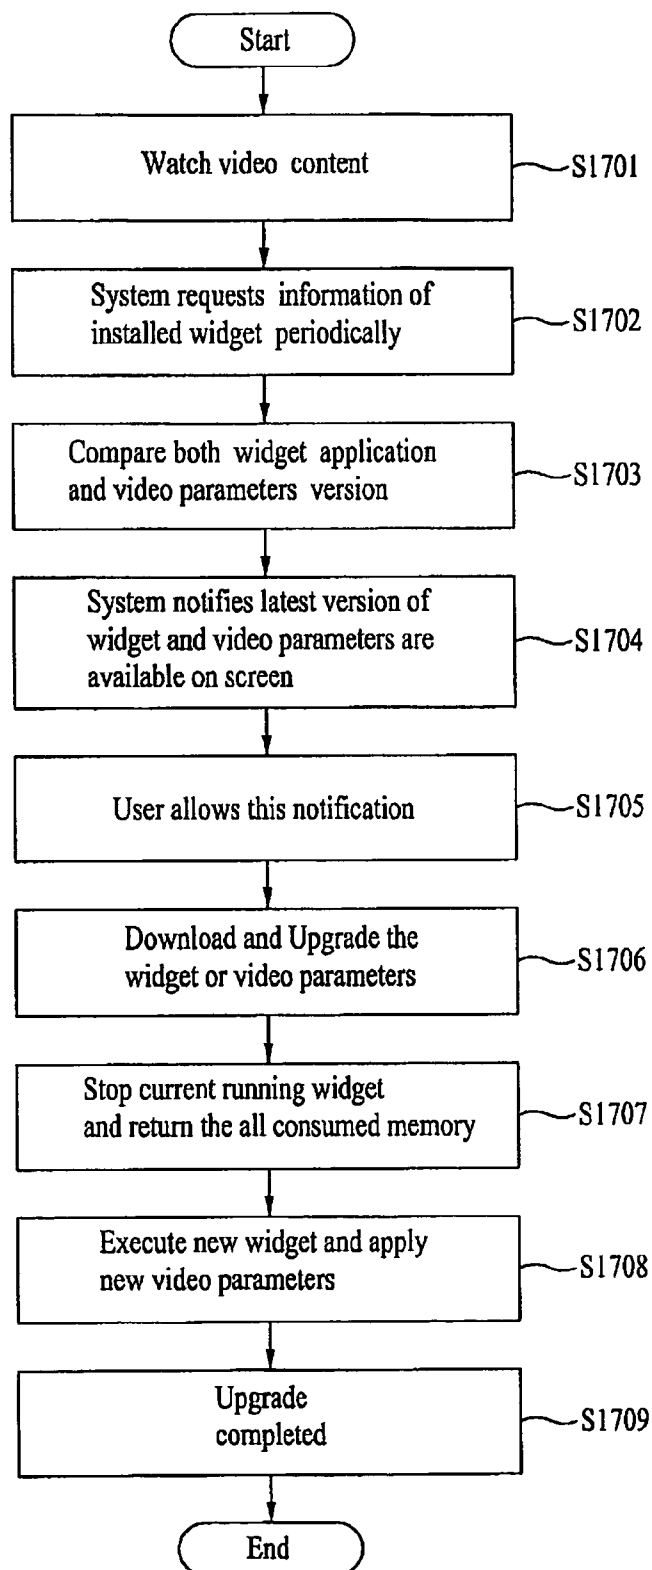 Start
Watch video content
S1701
System requests information of
installed widget periodically
S1702
Compare both widget application
and video parameters version
S1703
System notifies latest version of
widget and video parameters are
available on screen
S1704
User allows this notification
S1705
Download and Upgrade the
widget or video parameters
S1706
Stop current running widget
and return the all consumed memory
S1707
Execute new widget and apply
new video parameters
S1708
Upgrade
completed
S1709
End